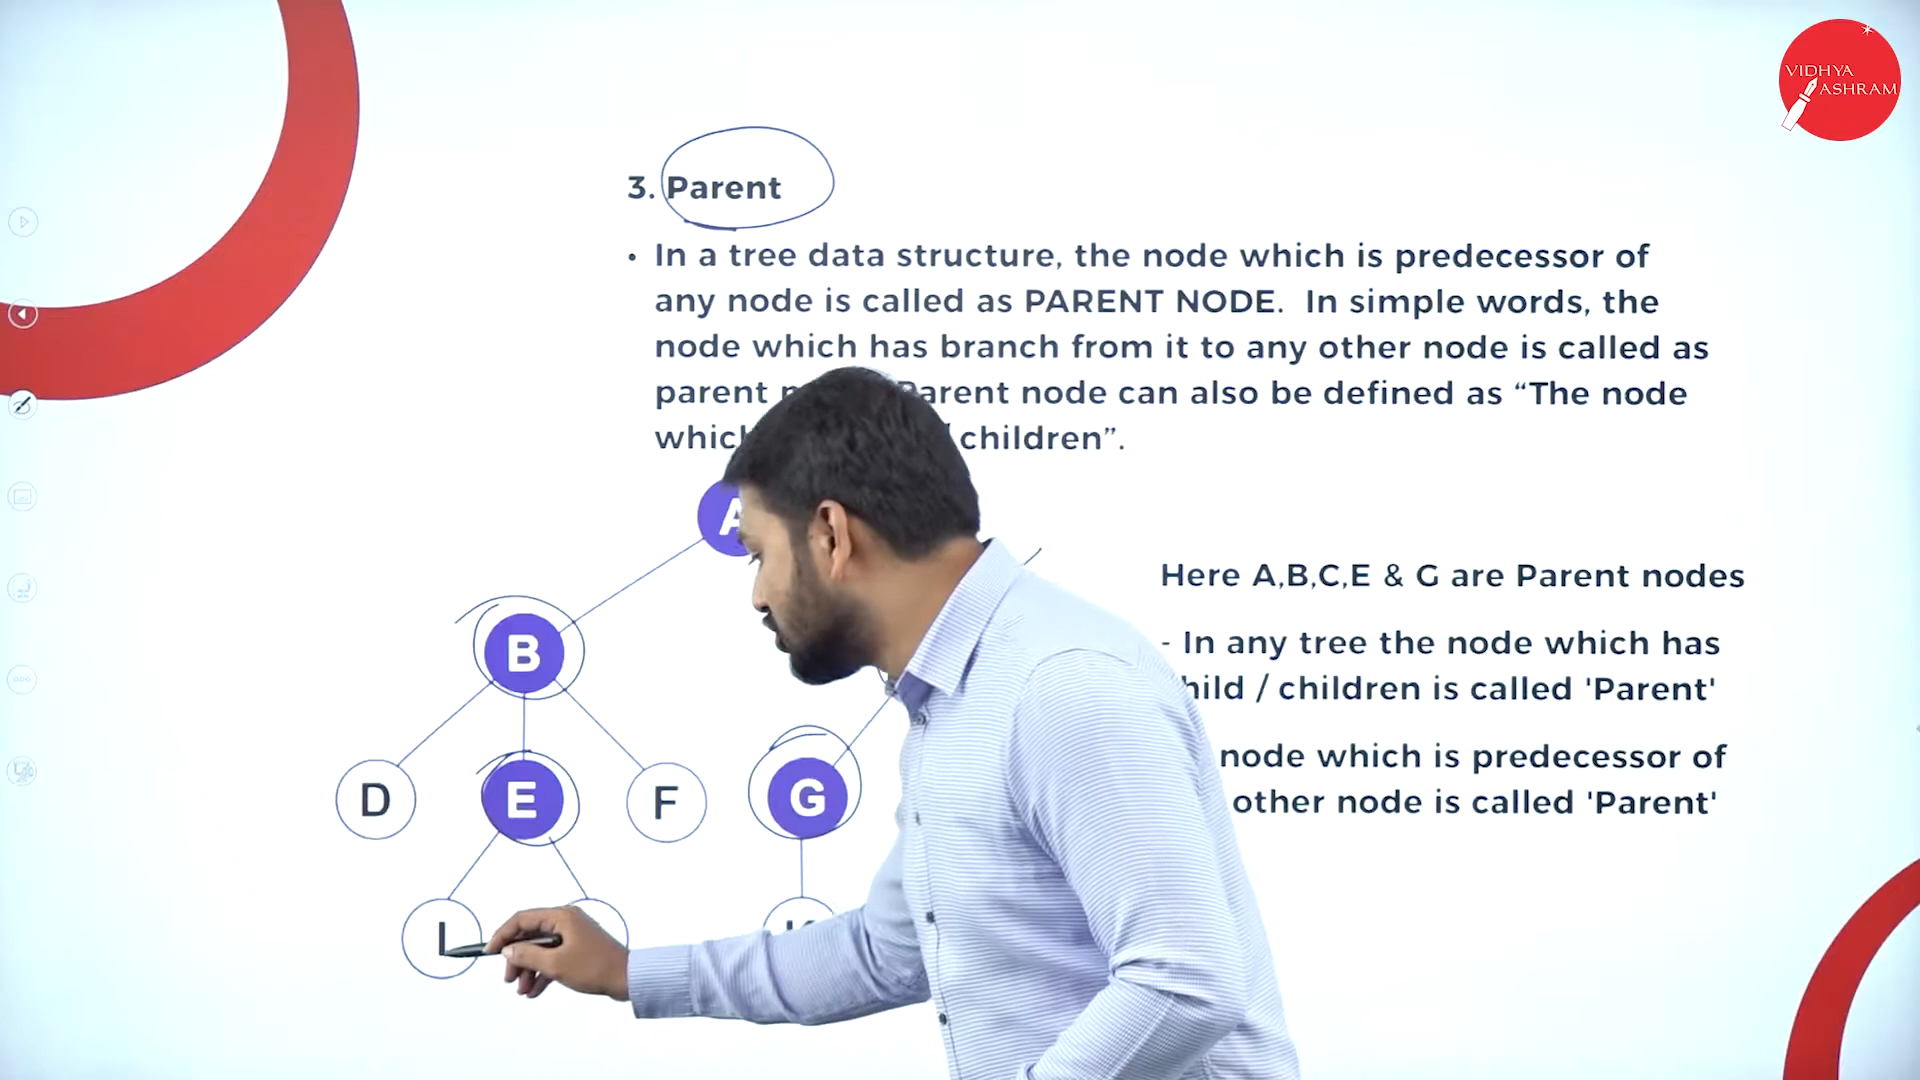 VIDHYA
ASHRAM
3. Parent
• In a tree data structure, the node which is predecessor of
any node is called as PARENT NODE. In simple words, the
node which has branch from it to any other node is called as
parent Parent node can also be defined as “The node
which children”.
A
Here A,B,C,E & G are Parent nodes
B
- In any tree the node which has
child / children is called 'Parent'
node which is predecessor of
other node is called 'Parent'
D E F G
K